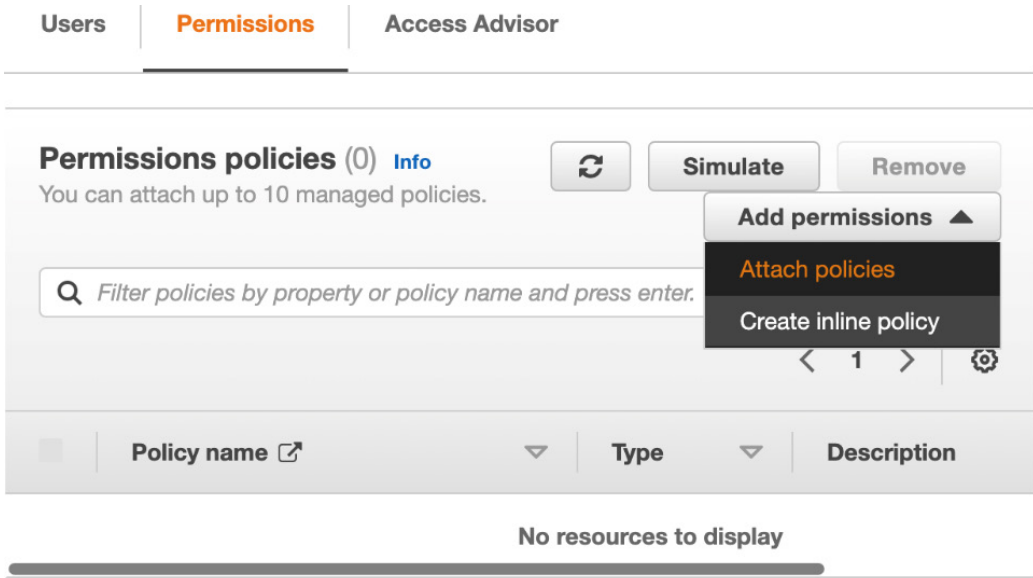 Users Permissions Access Advisor
Permissions policies (0) Info
You can attach up to 10 managed policies.
Simulate Remove
Add permissions
Attach policies
Create inline policy
Filter policies by property or policy name and press enter.
1
Policy name Type Description
No resources to display